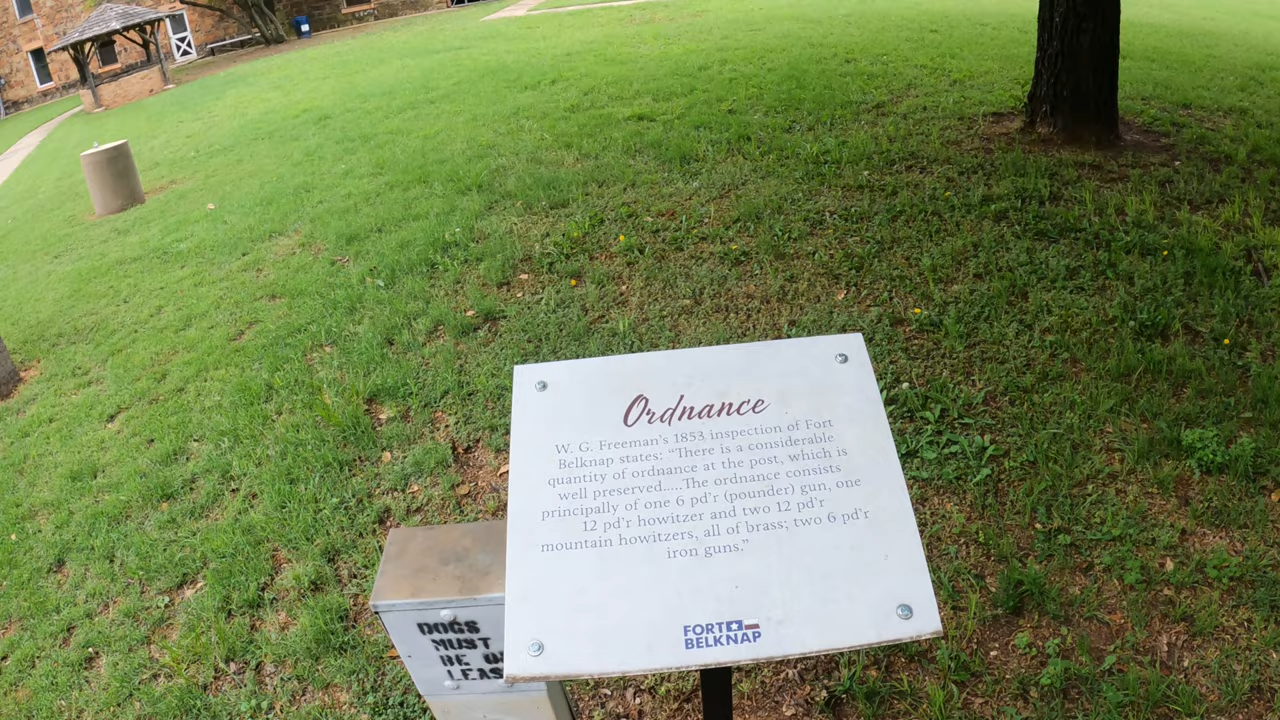 Ordnance
W. G. Freeman's 1853 inspection of Fort
Belknap states: "There is a considerable
quantity of ordnance at the post, which is
well preserved.....The ordnance consists
principally of one 6 pd'r (pounder) gun, one
12 pd'r howitzer and two 12 pd'r
mountain howitzers, all of brass; two 6 pd'r
iron guns."
FORT
BELKNAP
DOGS
MUST
BE